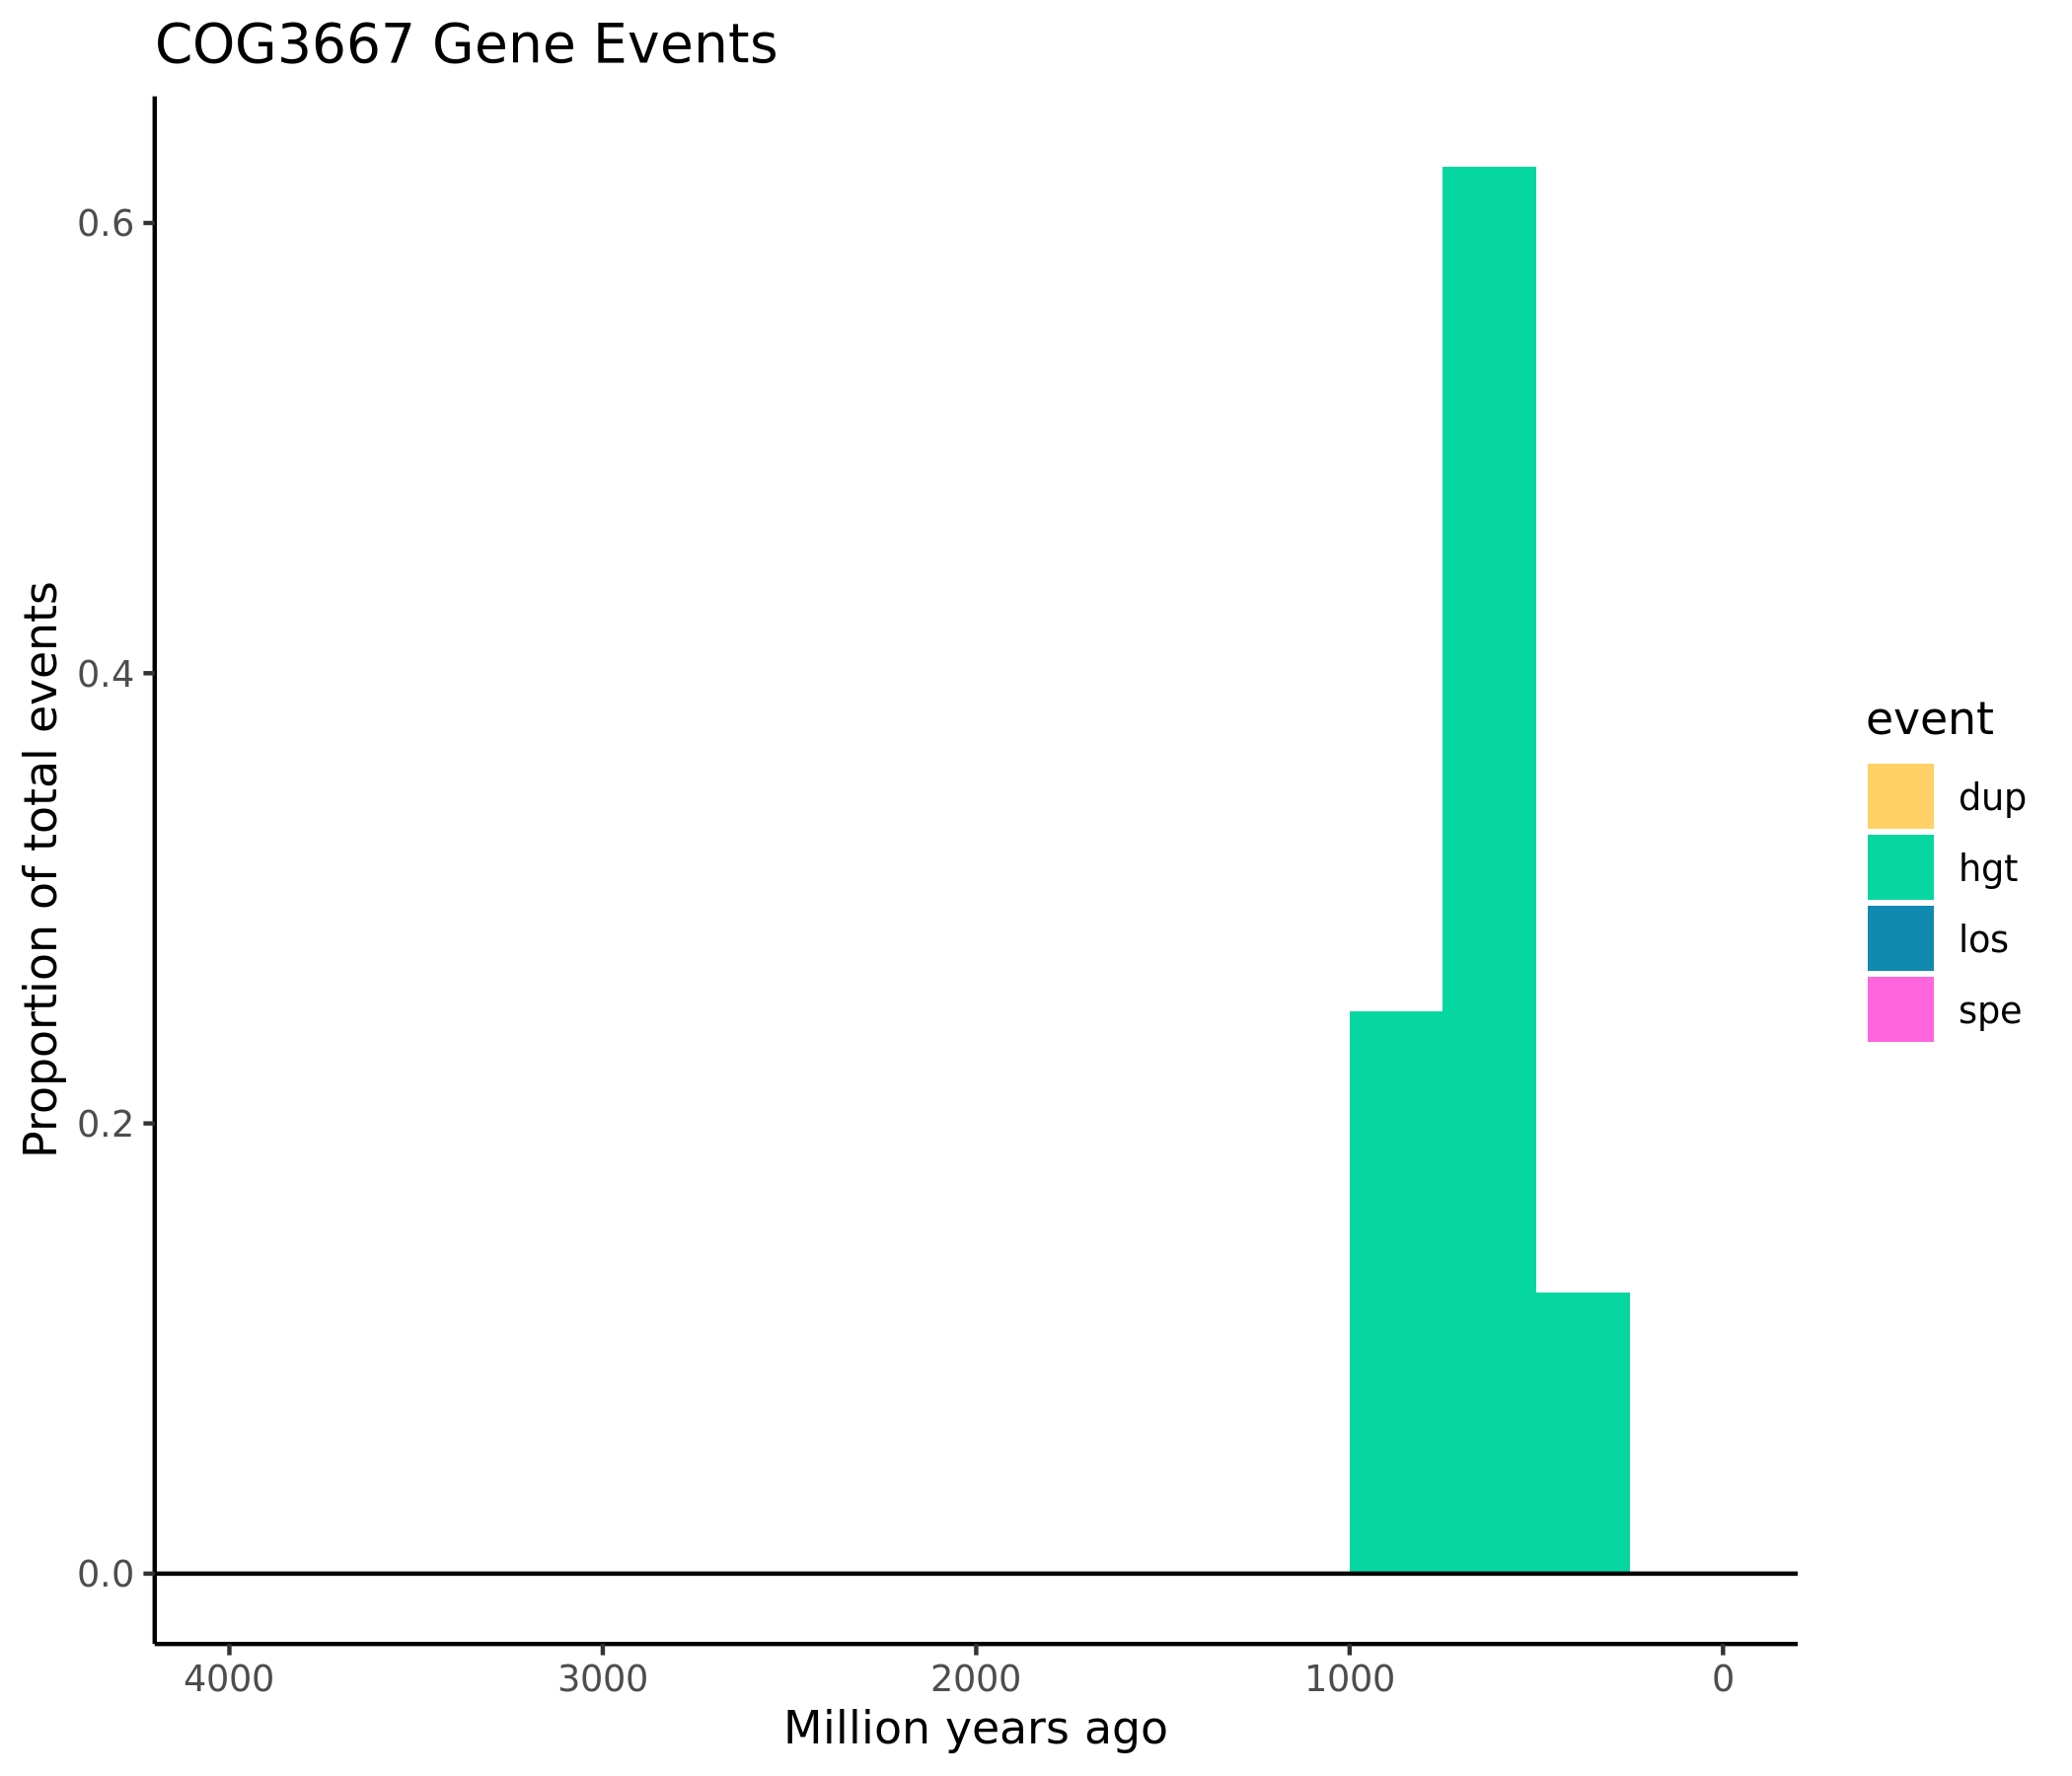 COG3667 Gene Events
Proportion of total events
0.6
0.4
0.2
0.0
4000
3000
2000
1000
0
Million years ago
event
dup
hgt
los
spe